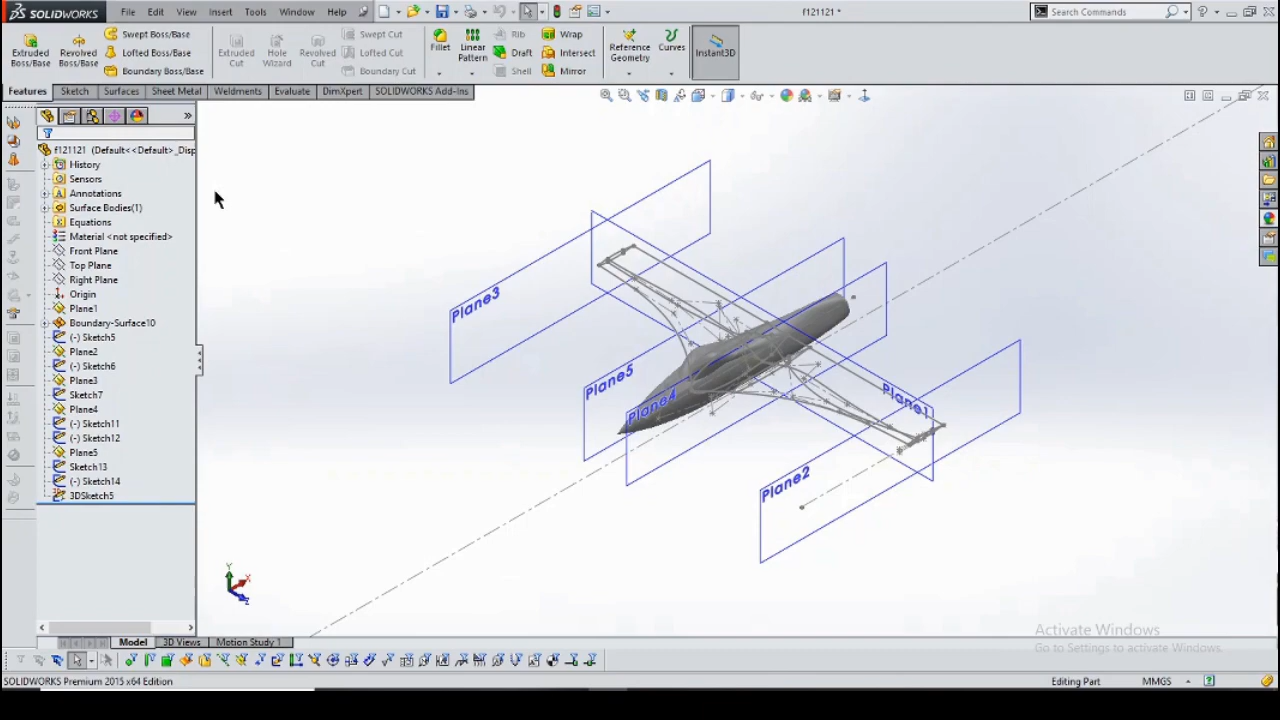 SOLIDWORKS File Edit View Insert Tools Window Help f121121 * Search Commands
Extruded Boss/Base
Revolved Boss/Base
Swept Boss/Base
Lofted Boss/Base
Boundary Boss/Base
Extruded Cut
Hole Wizard
Revolved Cut
Swept Cut
Lofted Cut
Boundary Cut
Fillet
Linear Pattern
Rib
Draft
Shell
Wrap
Intersect
Mirror
Reference Geometry
Curves
Instant3D
Features Sketch Surfaces Sheet Metal Weldments Evaluate DimXpert SOLIDWORKS Add-Ins
f121121 (Default<<Default>_Disp
History
Sensors
Annotations
Surface Bodies(1)
Equations
Material <not specified>
Front Plane
Top Plane
Right Plane
Origin
Plane1
Boundary-Surface10
(-) Sketch5
Plane2
(-) Sketch6
Plane3
Sketch7
Plane4
(-) Sketch11
(-) Sketch12
Plane5
Sketch13
(-) Sketch14
3DSketch5
Plane3
Plane5
Plane4
Plane1
Plane2
Y
X
Z
Activate Windows
Go to Settings to activate Windows.
Model 3D Views Motion Study 1
SOLIDWORKS Premium 2015 x64 Edition Editing Part MMGS